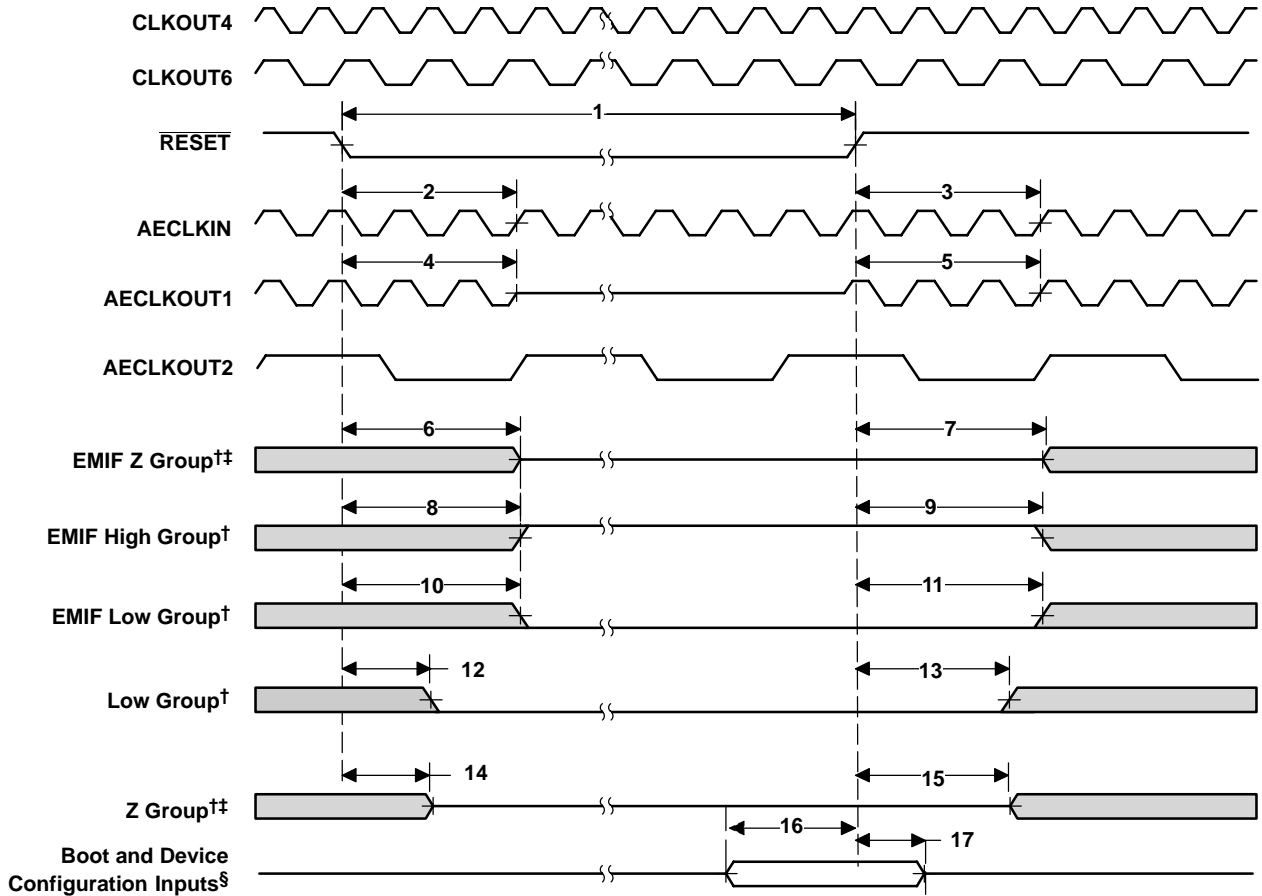 CLKOUT4
CLKOUT6
1
RESET
2
3
AECLKIN
4
5
AECLKOUT1
AECLKOUT2
6
7
EMIF Z Group†‡
8
9
EMIF High Group†
10
11
EMIF Low Group†
12
13
Low Group†
14
15
Z Group†‡
16
17
Boot and Device
Configuration Inputs§